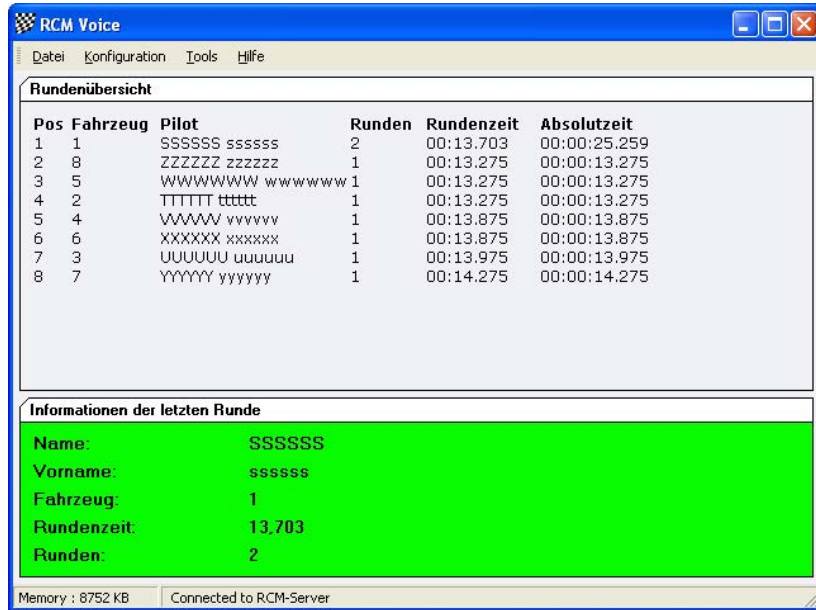 RCM Voice
Datei Konfiguration Tools Hilfe
Rundenübersicht
Pos Fahrzeug Pilot Runden Rundenzeit Absolutzeit
1 1 SSSSSS ssssss 2 00:13.703 00:00:25.259
2 8 ZZZZZZ zzzzzz 1 00:13.275 00:00:13.275
3 5 WWWWWW wwwwww 1 00:13.275 00:00:13.275
4 2 TTTTTT tttttt 1 00:13.275 00:00:13.275
5 4 VVVVVV vvvvvv 1 00:13.875 00:00:13.875
6 6 XXXXXX xxxxxx 1 00:13.875 00:00:13.875
7 3 UUUUUU uuuuuu 1 00:13.975 00:00:13.975
8 7 YYYYYY yyyyyy 1 00:14.275 00:00:14.275
Informationen der letzten Runde
Name: SSSSSS
Vorname: ssssss
Fahrzeug: 1
Rundenzeit: 13,703
Runden: 2
Memory : 8752 KB Connected to RCM-Server